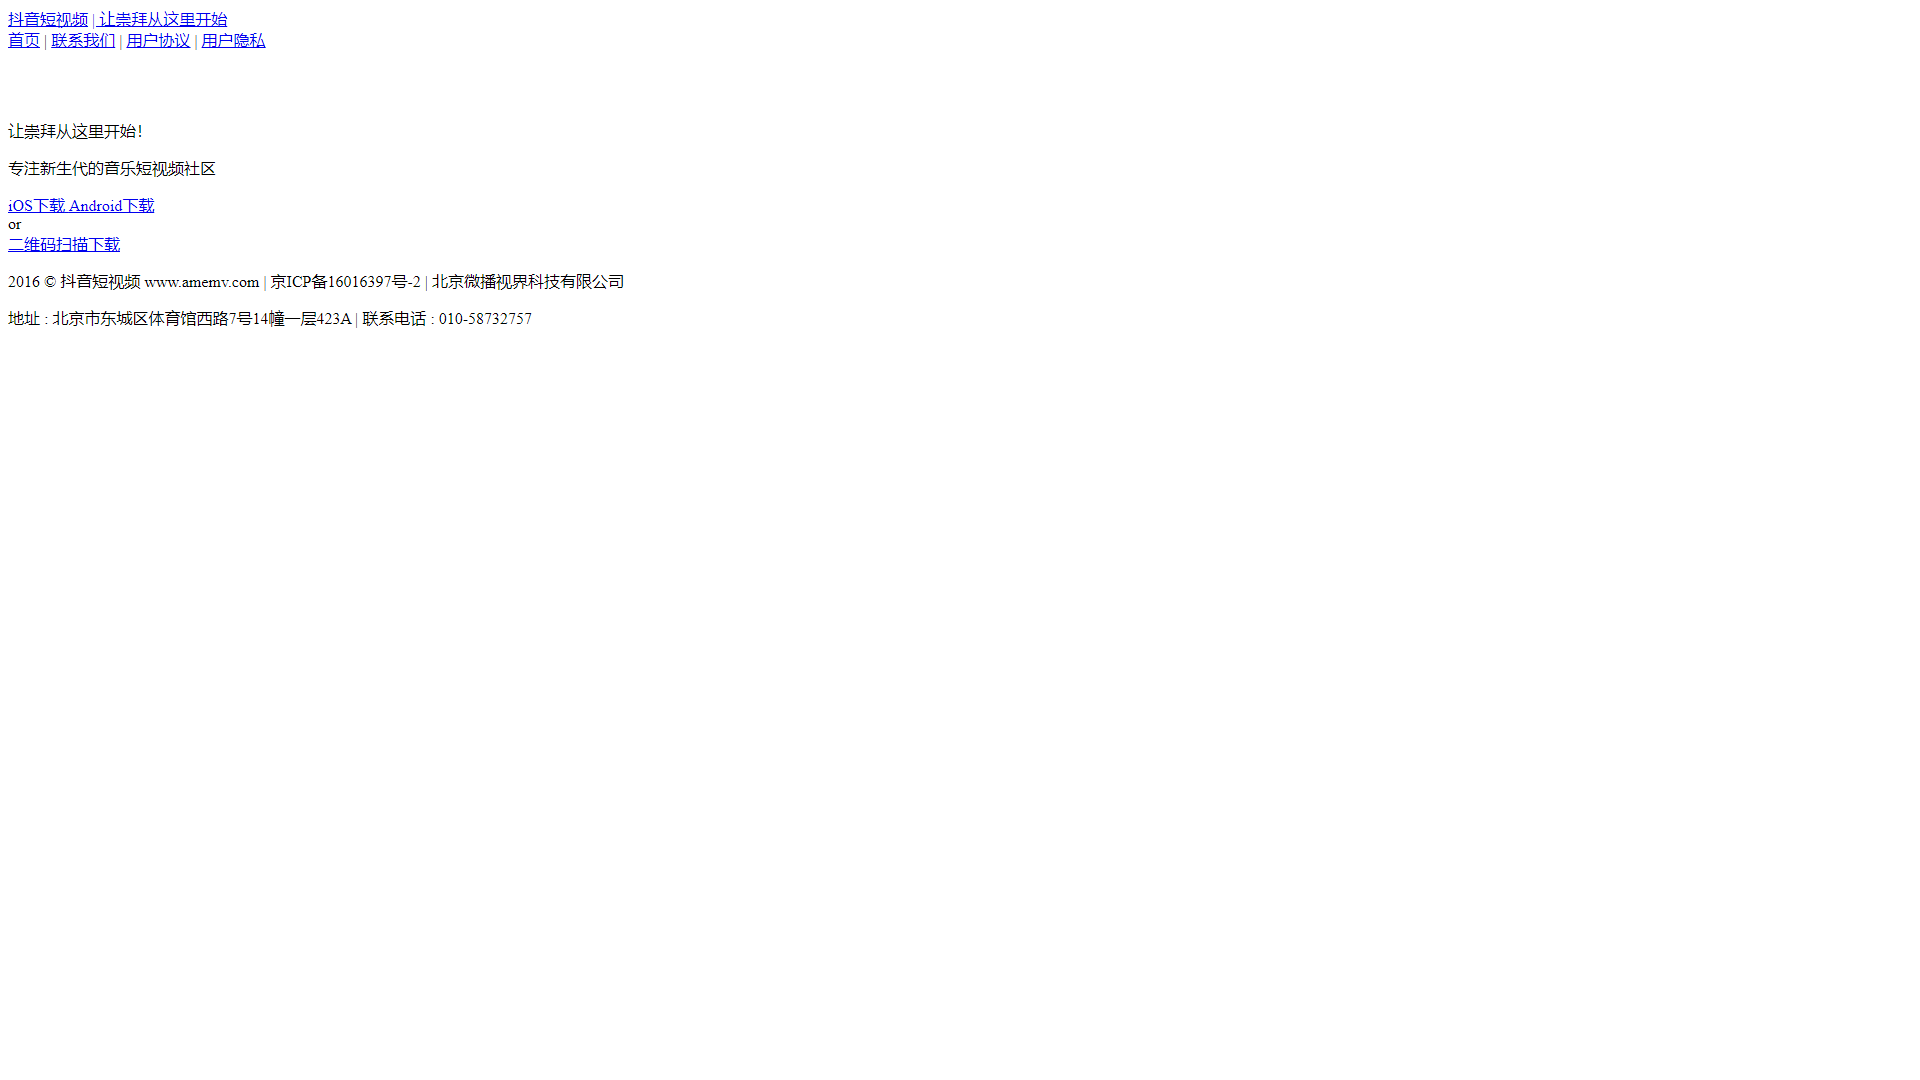 抖音短视频 | 让崇拜从这里开始
首页 | 联系我们 | 用户协议 | 用户隐私
让崇拜从这里开始！
专注新生代的音乐短视频社区
iOS下载 Android下载
or
二维码扫描下载
2016 © 抖音短视频 www.amemv.com | 京ICP备16016397号-2 | 北京微播视界科技有限公司
地址 : 北京市东城区体育馆西路7号14幢一层423A | 联系电话 : 010-58732757